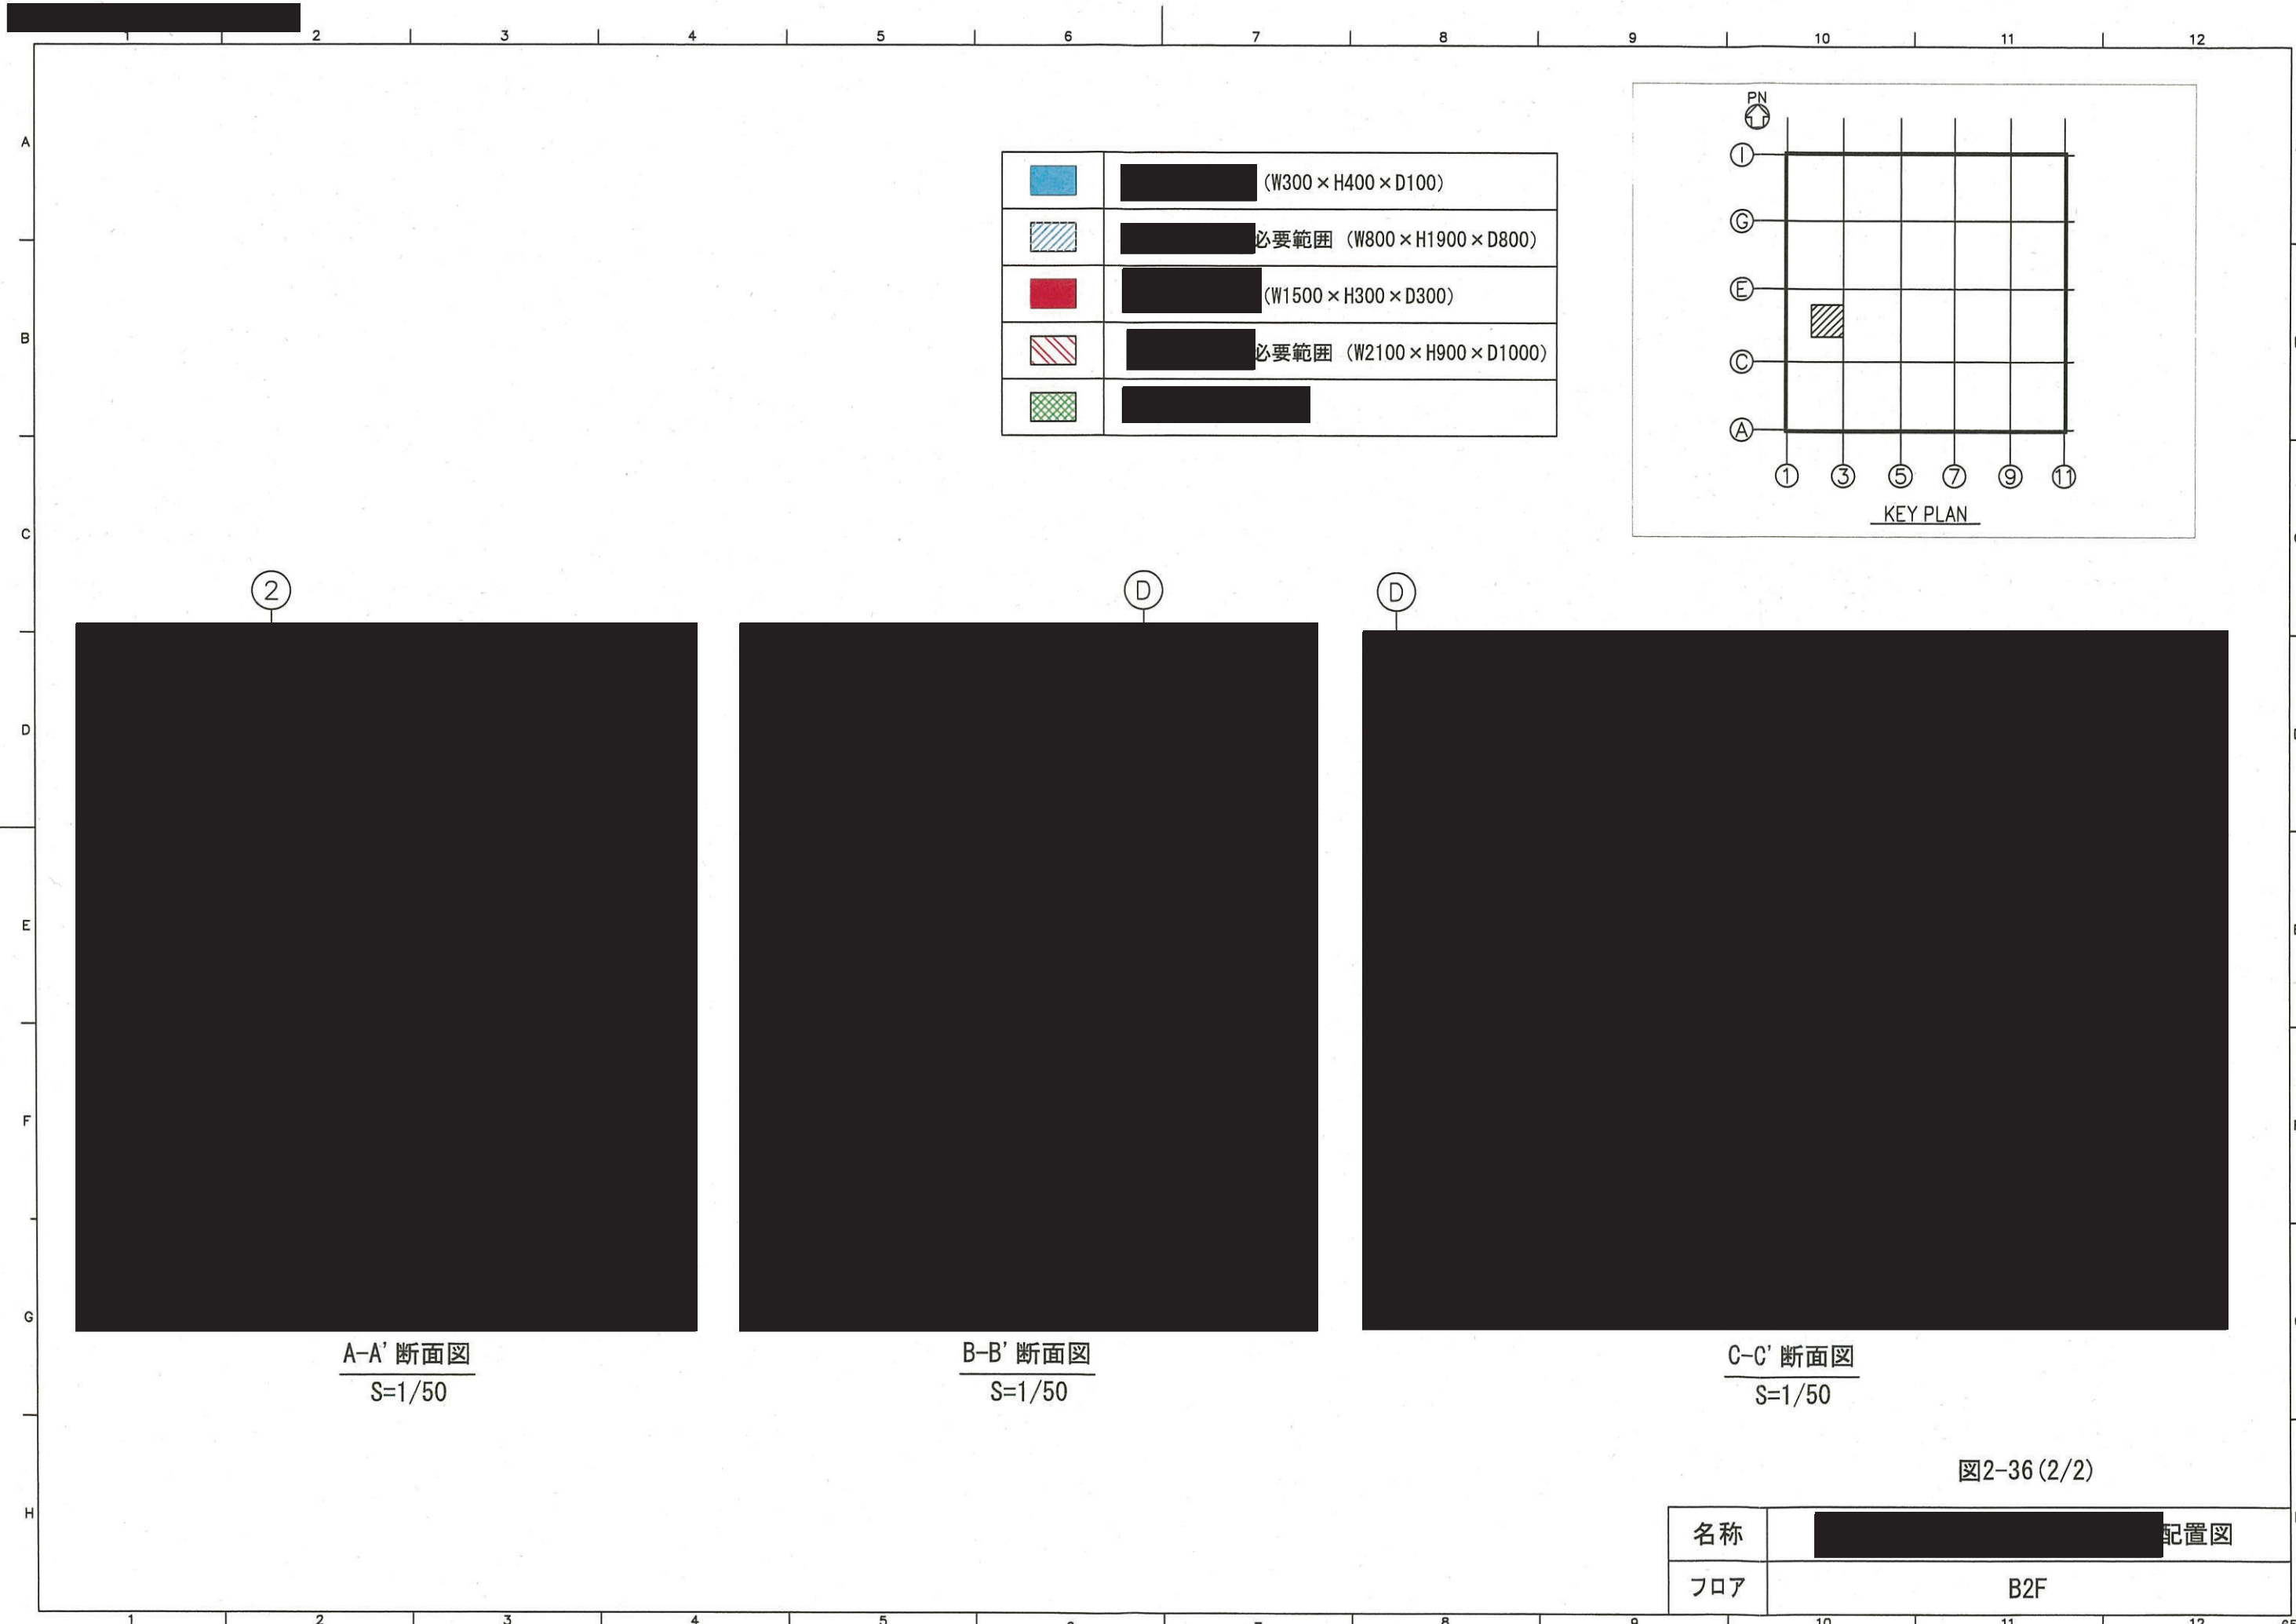 1 2 3 4 5 6 7 8 9 10 11 12
A
B
C
D
E
F
G
H
(W300×H400×D100)
必要範囲 (W800×H1900×D800)
(W1500×H300×D300)
必要範囲 (W2100×H900×D1000)
PN
I
G
E
C
A
1 3 5 7 9 11
KEY PLAN
2
D
D
A-A' 断面図
S=1/50
B-B' 断面図
S=1/50
C-C' 断面図
S=1/50
図2-36(2/2)
名称 配置図
フロア B2F
1 2 3 4 5 8 9 10 11 12